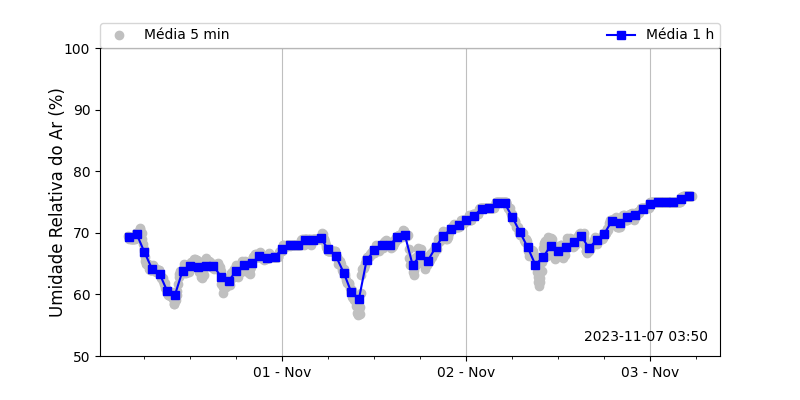 Média 5 min
Média 1 h
100
90
80
70
60
50
Umidade Relativa do Ar (%)
2023-11-07 03:50
01 - Nov
02 - Nov
03 - Nov